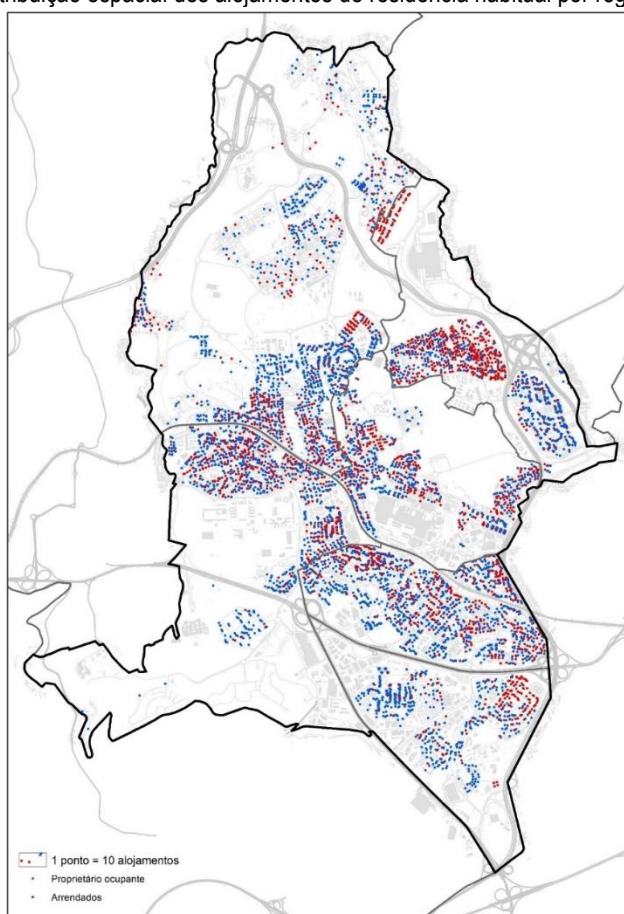 tribuição espacial dos alojamentos de residência habitual por reg
1 ponto = 10 alojamentos
Proprietário ocupante
Arrendados